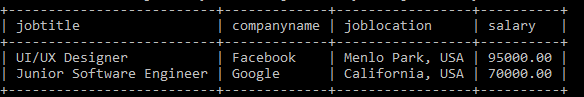 | jobtitle | companyname | joblocation | salary |
| UI/UX Designer | Facebook | Menlo Park, USA | 95000.00 |
| Junior Software Engineer | Google | California, USA | 70000.00 |